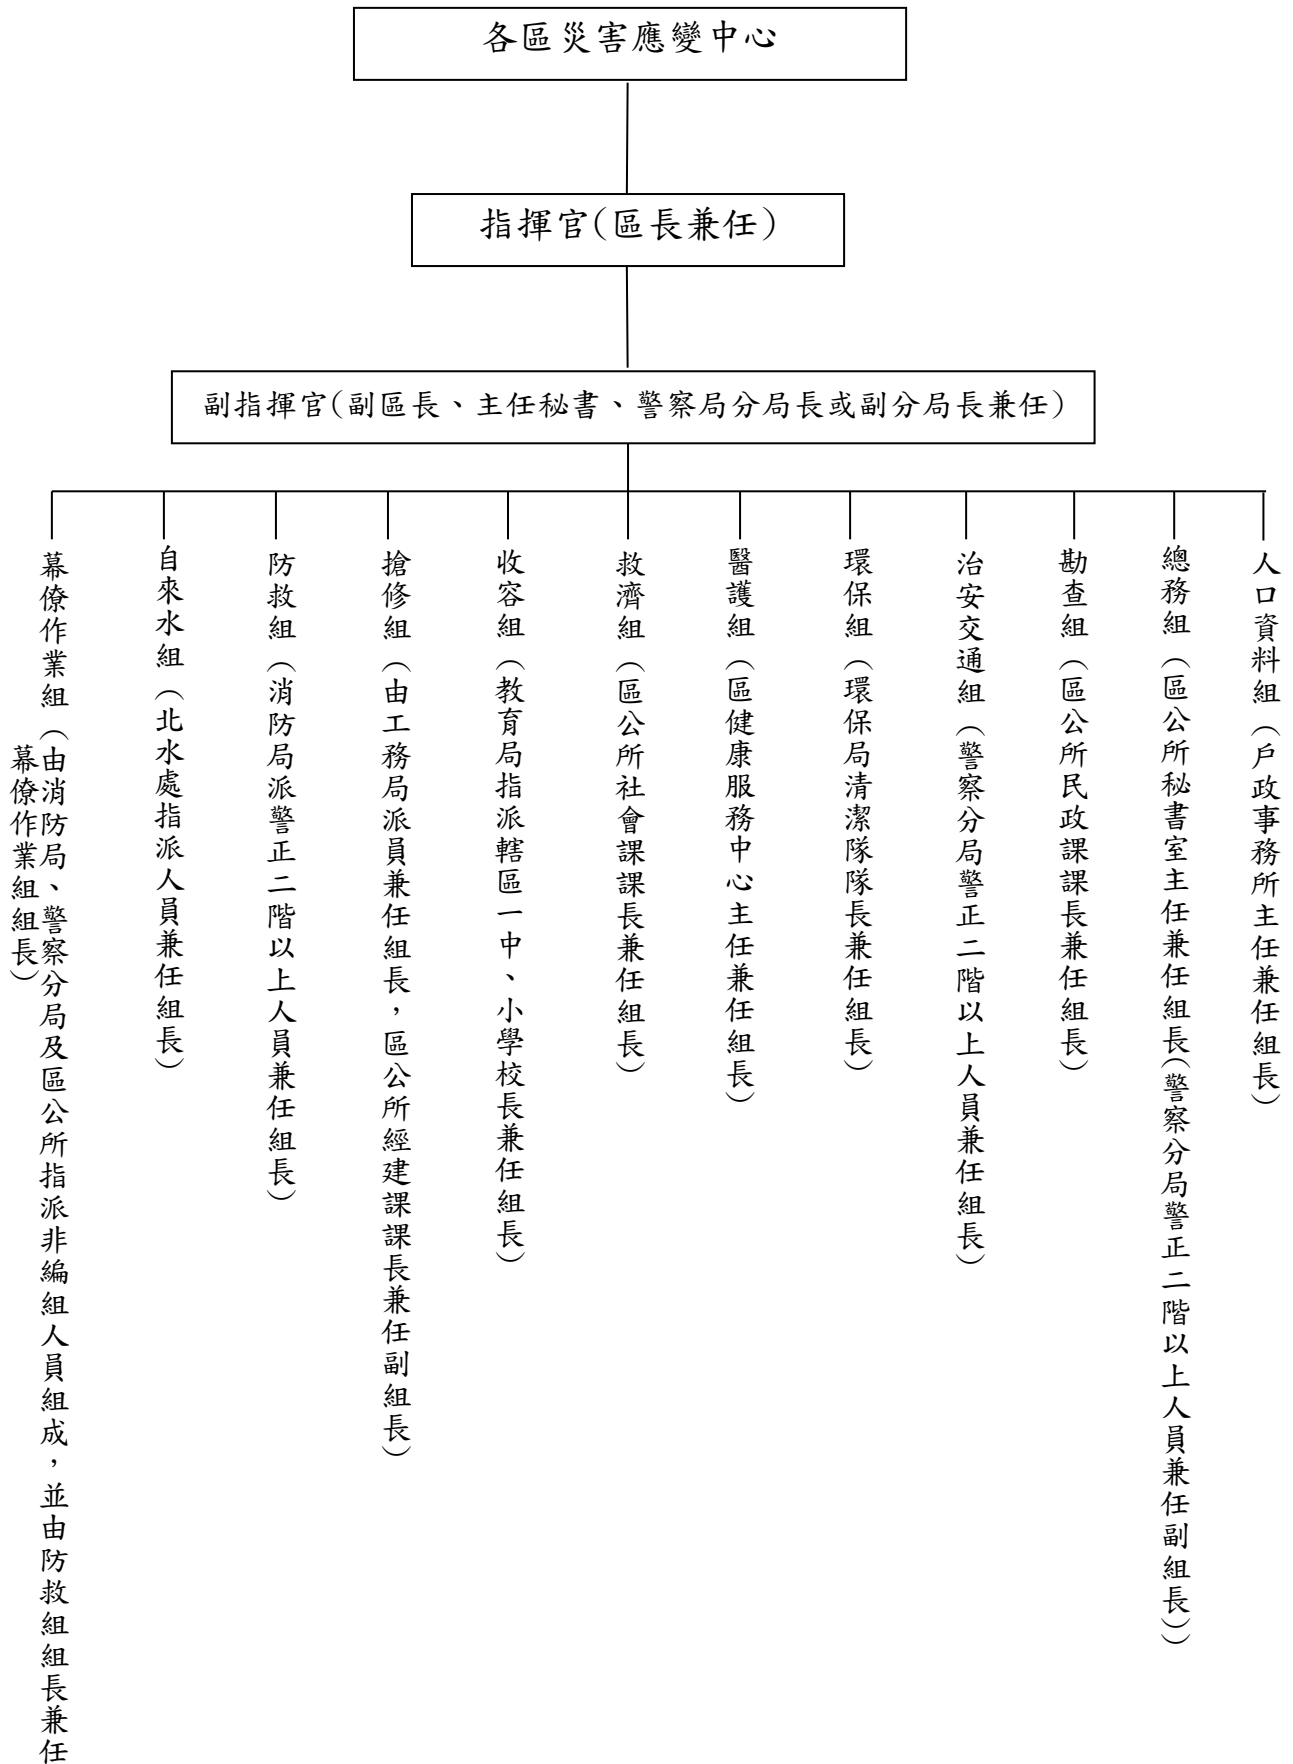 各區災害應變中心
指揮官(區長兼任)
副指揮官(副區長、主任秘書、警察局分局長或副分局長兼任)
人口資料組（戶政事務所主任兼任組長）
總務組（區公所秘書室主任兼任組長(警察分局警正二階以上人員兼任副組長)）
勘查組（區公所民政課課長兼任組長）
治安交通組（警察分局警正二階以上人員兼任組長）
環保組（環保局清潔隊隊長兼任組長）
醫護組（區健康服務中心主任兼任組長）
救濟組（區公所社會課課長兼任組長）
收容組（教育局指派轄區一中、小學校長兼任組長）
搶修組（由工務局派員兼任組長，區公所經建課課長兼任副組長）
防救組（消防局派警正二階以上人員兼任組長）
自來水組（北水處指派人員兼任組長）
幕僚作業組（由消防局、警察分局及區公所指派非編組人員組成，並由防救組組長兼任
幕僚作業組組長）